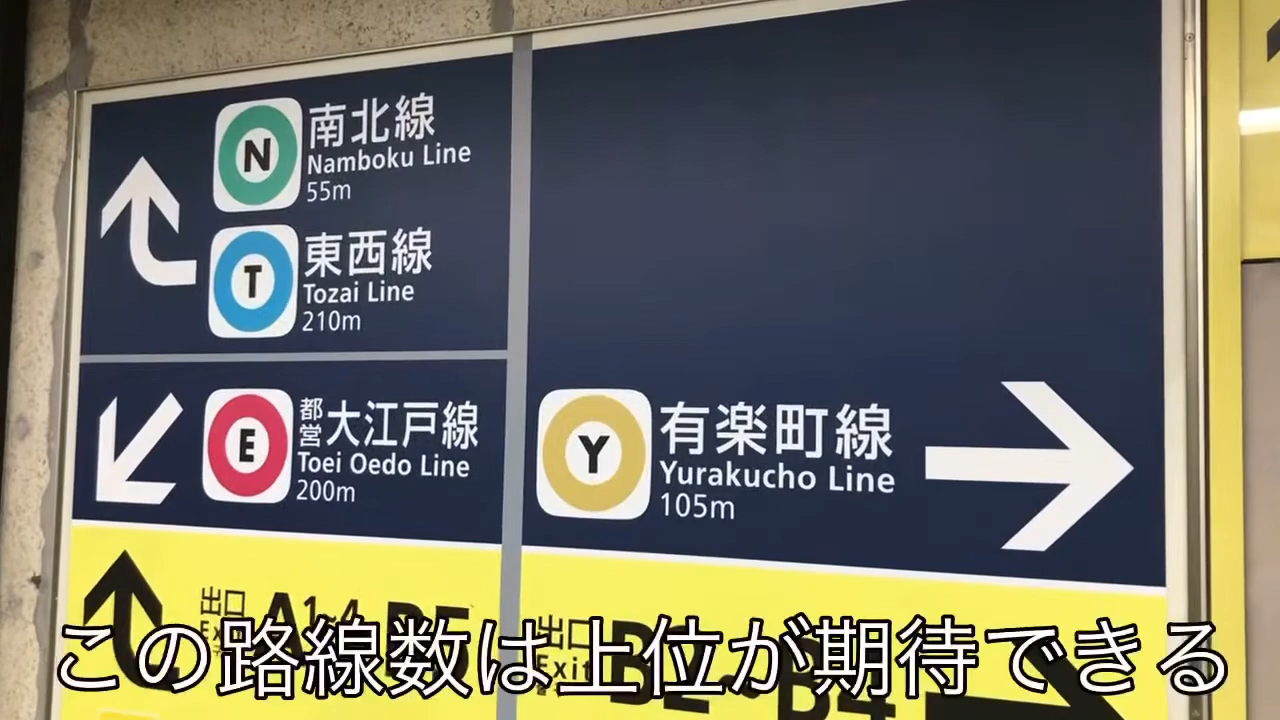 N 南北線
Namboku Line
55m
T 東西線
Tozai Line
210m
E 都営大江戸線
Toei Oedo Line
200m
Y 有楽町線
Yurakucho Line
105m
出口
出口
Exit
この路線数は上位が期待できる